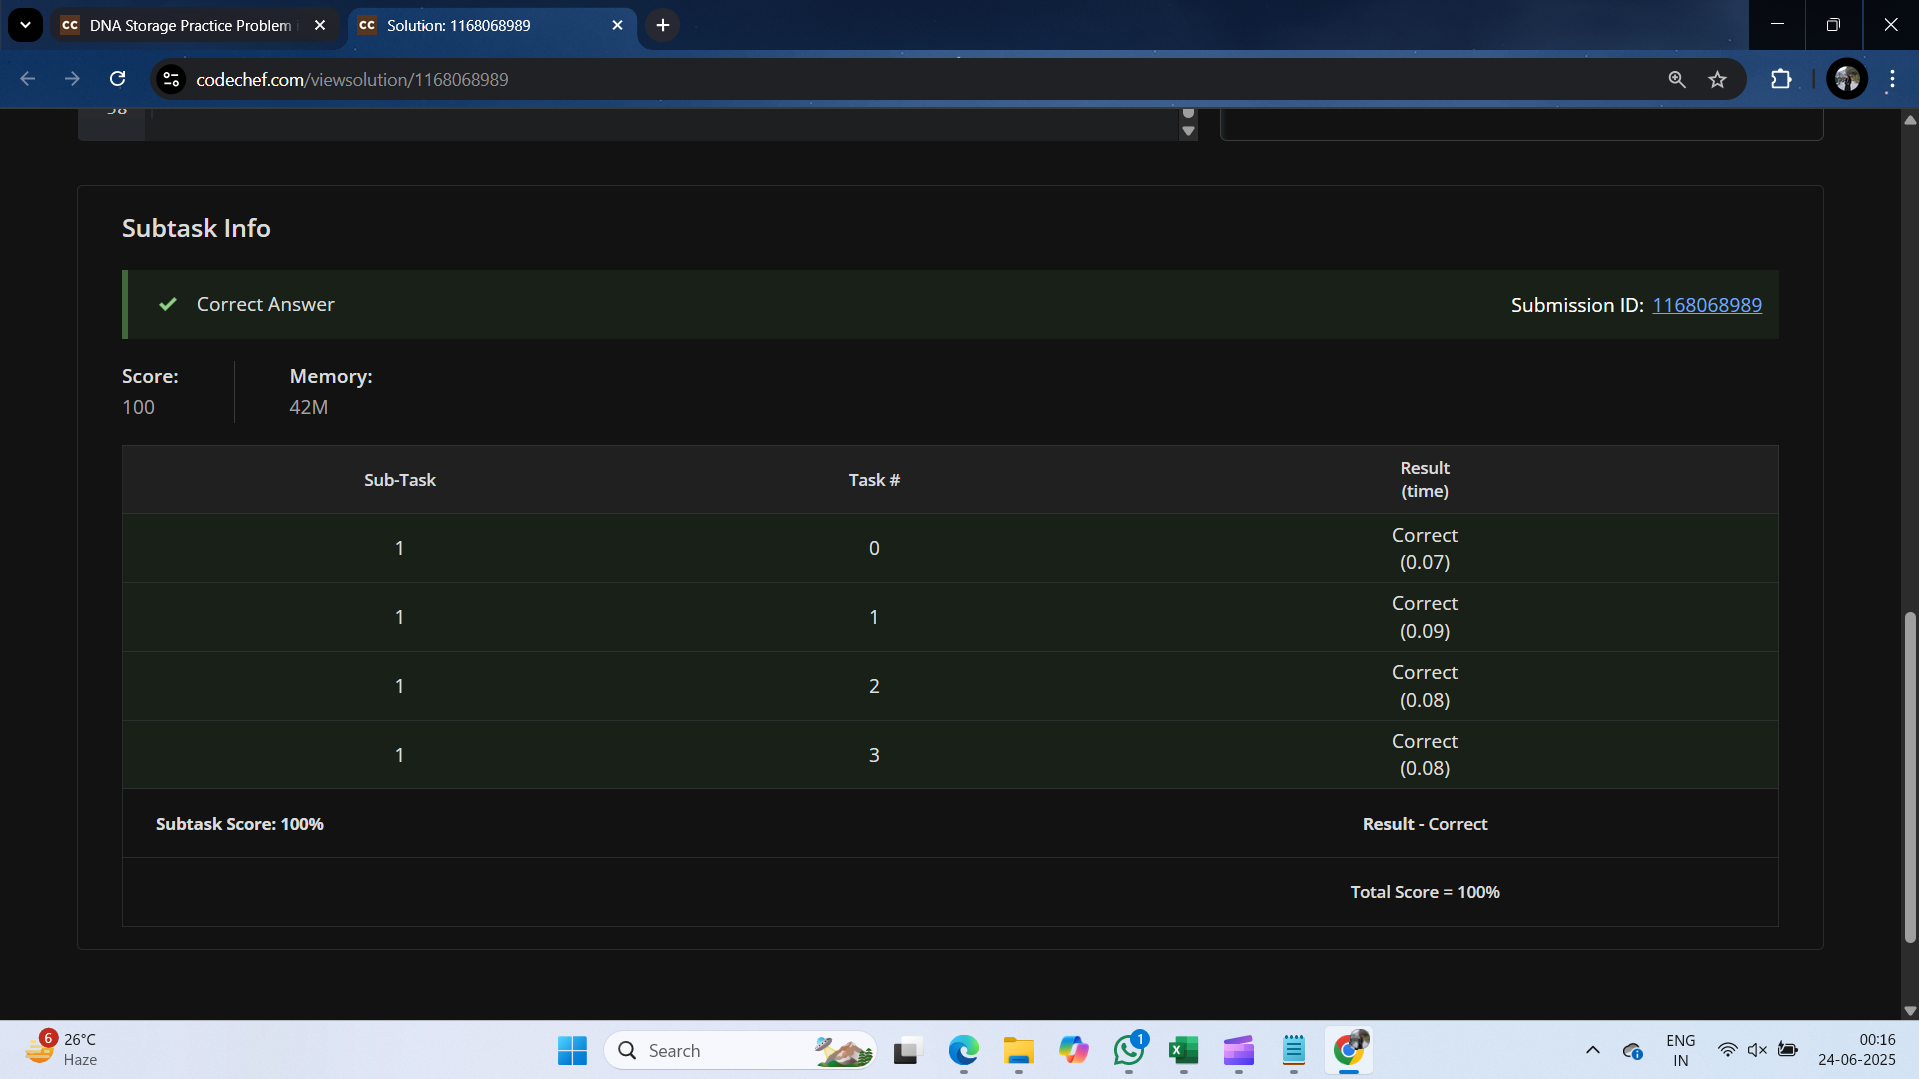 CC DNA Storage Practice Problem i
CC Solution: 1168068989
codechef.com/viewsolution/1168068989
38
Subtask Info
Correct Answer
Submission ID: 1168068989
Score: Memory:
100 42M
Sub-Task Task # Result
(time)
1 0 Correct
(0.07)
1 1 Correct
(0.09)
1 2 Correct
(0.08)
1 3 Correct
(0.08)
Subtask Score: 100% Result - Correct
Total Score = 100%
6 26°C
Haze
Search
1
ENG
IN
00:16
24-06-2025